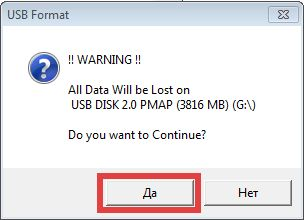 USB Format
!! WARNING !!
All Data Will be Lost on
USB DISK 2.0 PMAP (3816 MB) (G:\)
Do you want to Continue?
Да
Нет